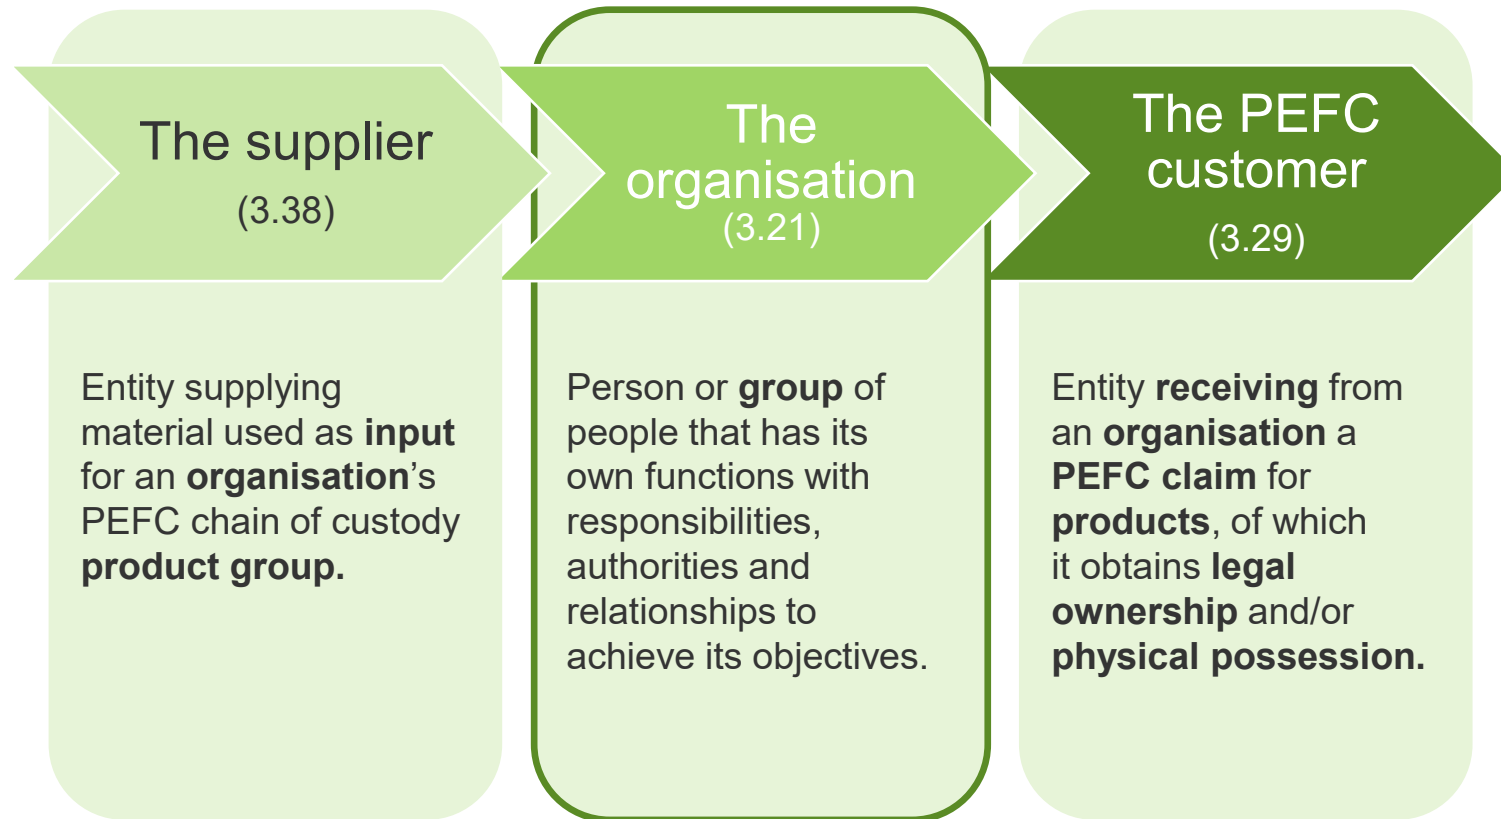 The supplier
(3.38)
Entity supplying
material used as input
for an organisation's
PEFC chain of custody
product group.
The
organisation
(3.21)
Person or group of
people that has its
own functions with
responsibilities,
authorities and
relationships to
achieve its objectives.
The PEFC
customer
(3.29)
Entity receiving from
an organisation a
PEFC claim for
products, of which
it obtains legal
ownership and/or
physical possession.